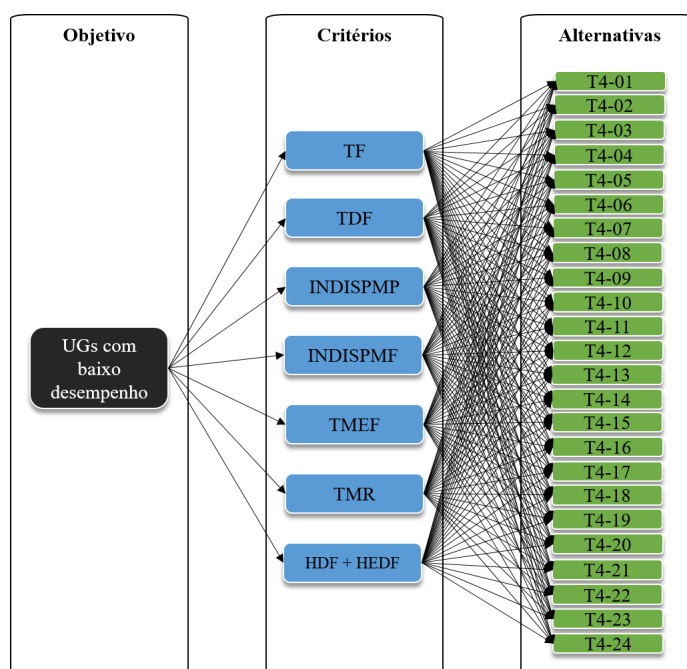 Objetivo
Critérios
Alternativas
UGs com
baixo
desempenho
TF
TDF
INDISPMP
INDISPMF
TMEF
TMR
HDF + HEDF
T4-01
T4-02
T4-03
T4-04
T4-05
T4-06
T4-07
T4-08
T4-09
T4-10
T4-11
T4-12
T4-13
T4-14
T4-15
T4-16
T4-17
T4-18
T4-19
T4-20
T4-21
T4-22
T4-23
T4-24